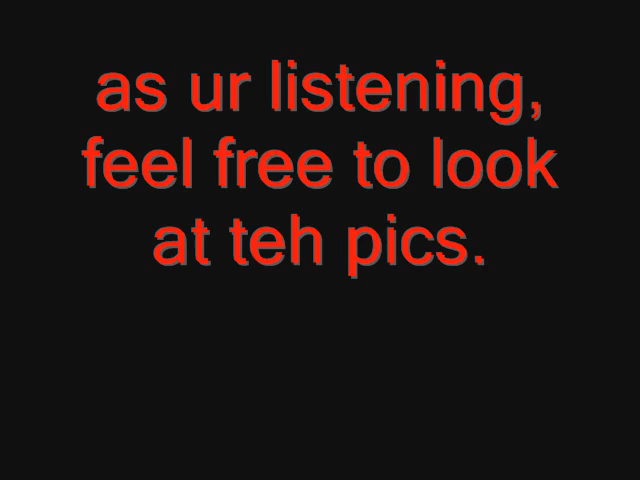 as ur listening,
feel free to look
at teh pics.